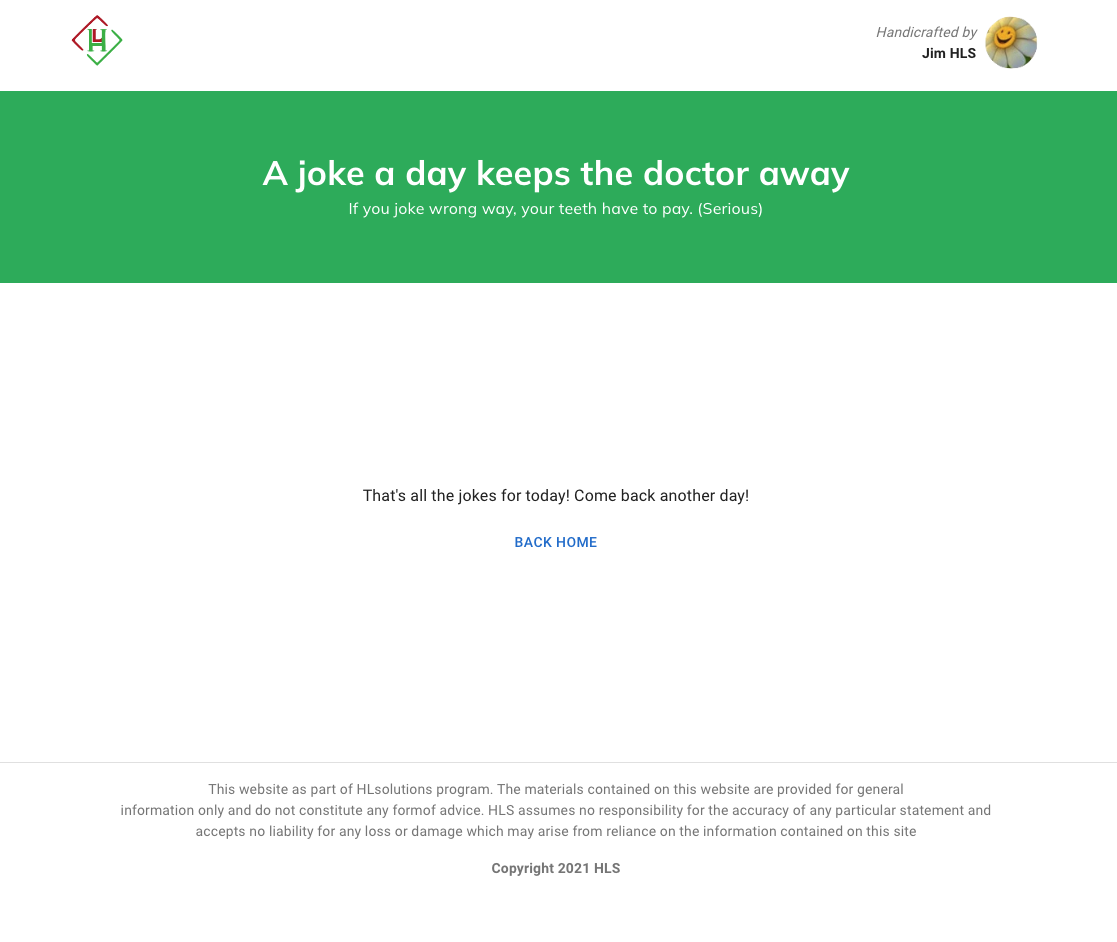 HL
Handicrafted by
Jim HLS
A joke a day keeps the doctor away
If you joke wrong way, your teeth have to pay. (Serious)
That's all the jokes for today! Come back another day!
BACK HOME
This website as part of HLsolutions program. The materials contained on this website are provided for general
information only and do not constitute any formof advice. HLS assumes no responsibility for the accuracy of any particular statement and
accepts no liability for any loss or damage which may arise from reliance on the information contained on this site
Copyright 2021 HLS